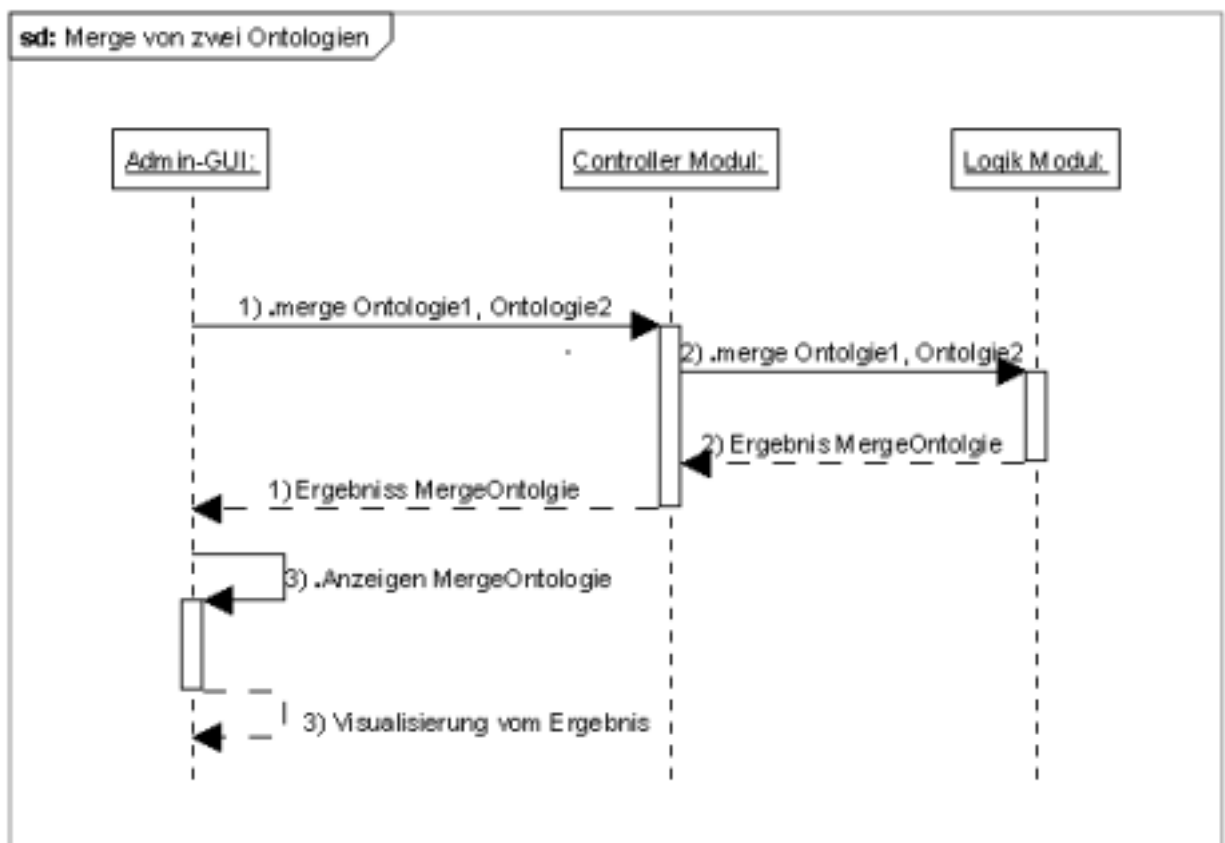 sd: Merge von zwei Ontologien
Admin-GUI:
Controller Modul:
Logik Modul:
1) .merge Ontologie1, Ontologie2
2) .merge Ontolgie1, Ontolgie2
2) Ergebnis MergeOntolgie
1) Ergebniss MergeOntolgie
3) .Anzeigen MergeOntologie
3) Visualisierung vom Ergebnis